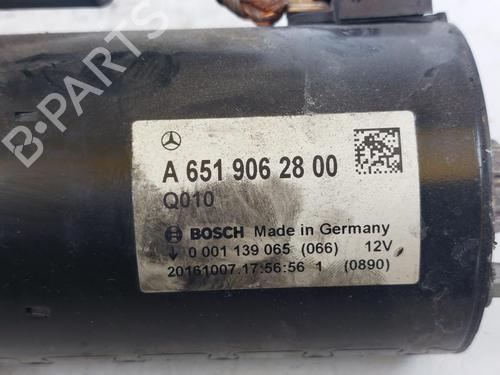 B-PARTS
A 651 906 28 00
Q010
BOSCH Made in Germany
0 001 139 065 (066) 12V
20161007.17:56:56 1 (0890)